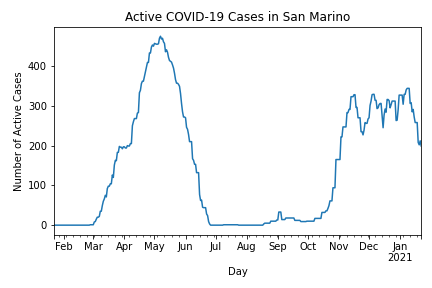 Active COVID-19 Cases in San Marino
Number of Active Cases
400
300
200
100
0
Feb Mar Apr May Jun Jul Aug Sep Oct Nov Dec Jan
2021
Day